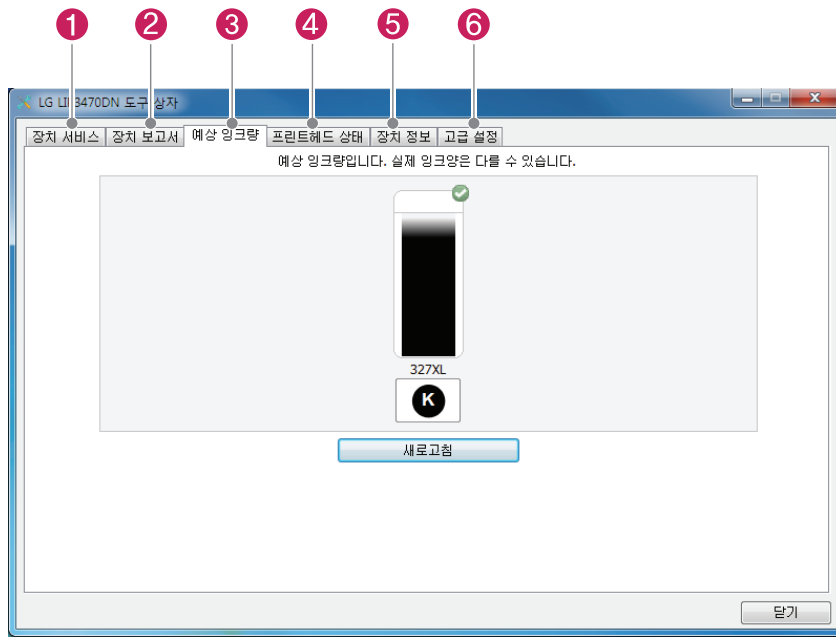 1 2 3 4 5 6
LG LIP3470DN 도구 상자
장치 서비스 장치 보고서 예상 잉크량 프린트헤드 상태 장치 정보 고급 설정
예상 잉크량입니다. 실제 잉크양은 다를 수 있습니다.
327XL
K
새로고침
닫기